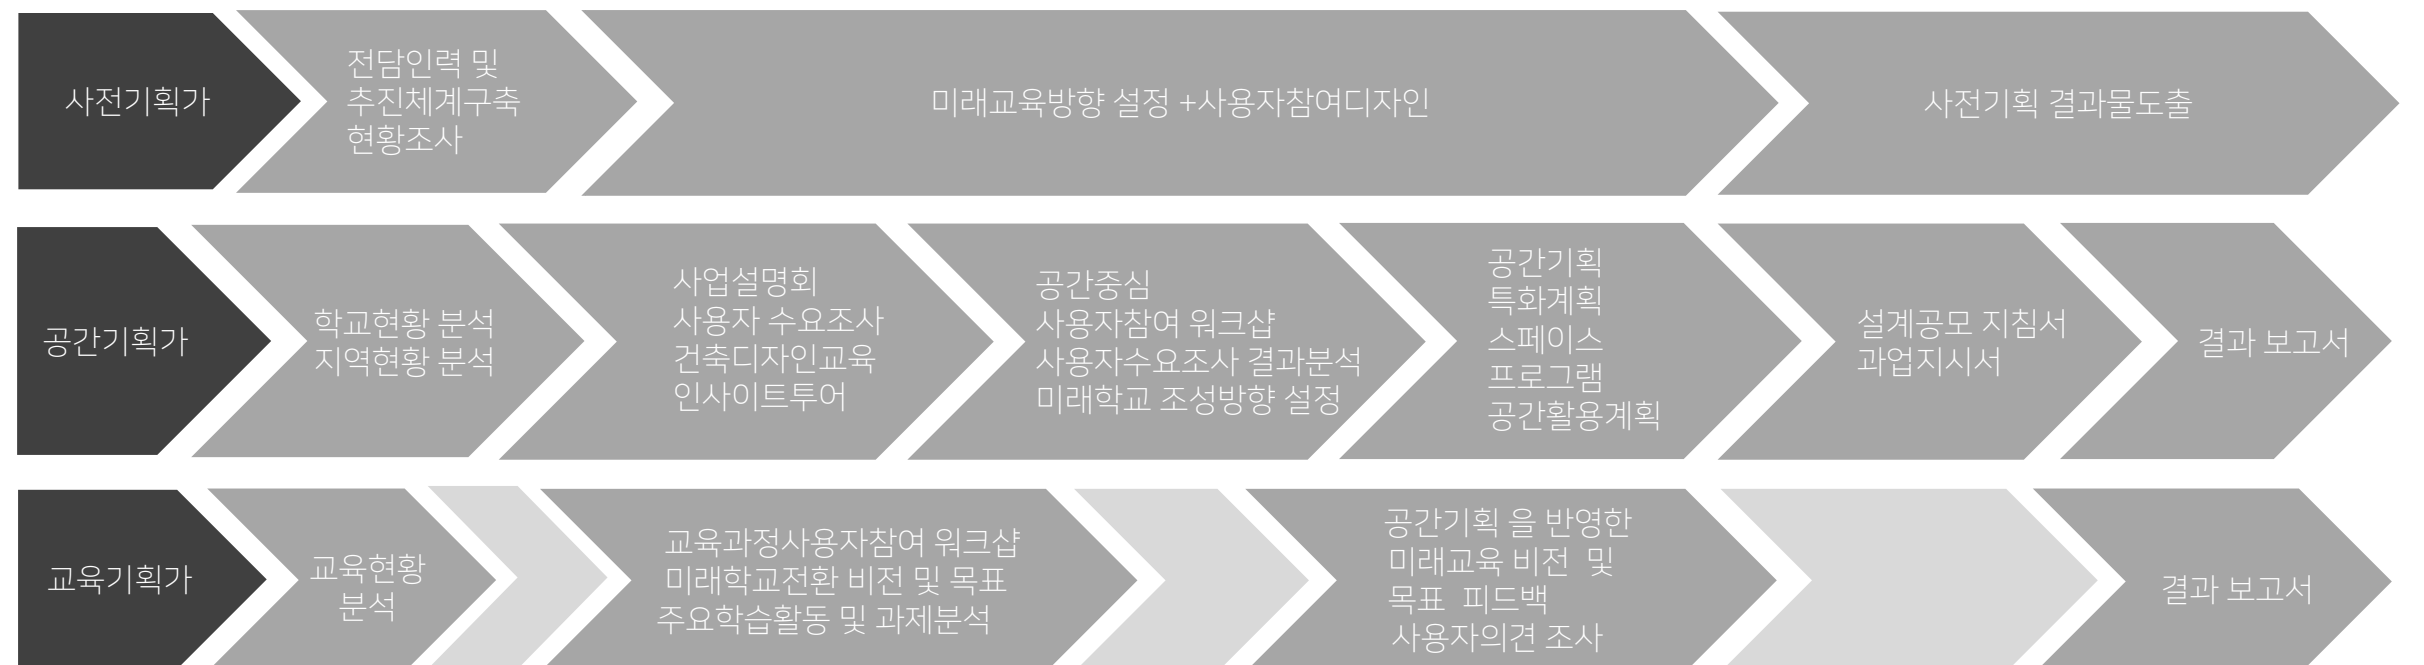 사전기획가
전담인력 및
추진체계구축
현황조사
미래교육방향 설정 +사용자참여디자인
사전기획 결과물도출
공간기획가
학교현황 분석
지역현황 분석
사업설명회
사용자 수요조사
건축디자인교육
인사이트투어
공간중심
사용자참여 워크샵
사용자수요조사 결과분석
미래학교 조성방향 설정
공간기획
특화계획
스페이스
프로그램
공간활용계획
설계공모 지침서
과업지시서
결과 보고서
교육기획가
교육현황
분석
교육과정사용자참여 워크샵
미래학교전환 비전 및 목표
주요학습활동 및 과제분석
공간기획 을 반영한
미래교육 비전 및
목표 피드백
사용자의견 조사
결과 보고서